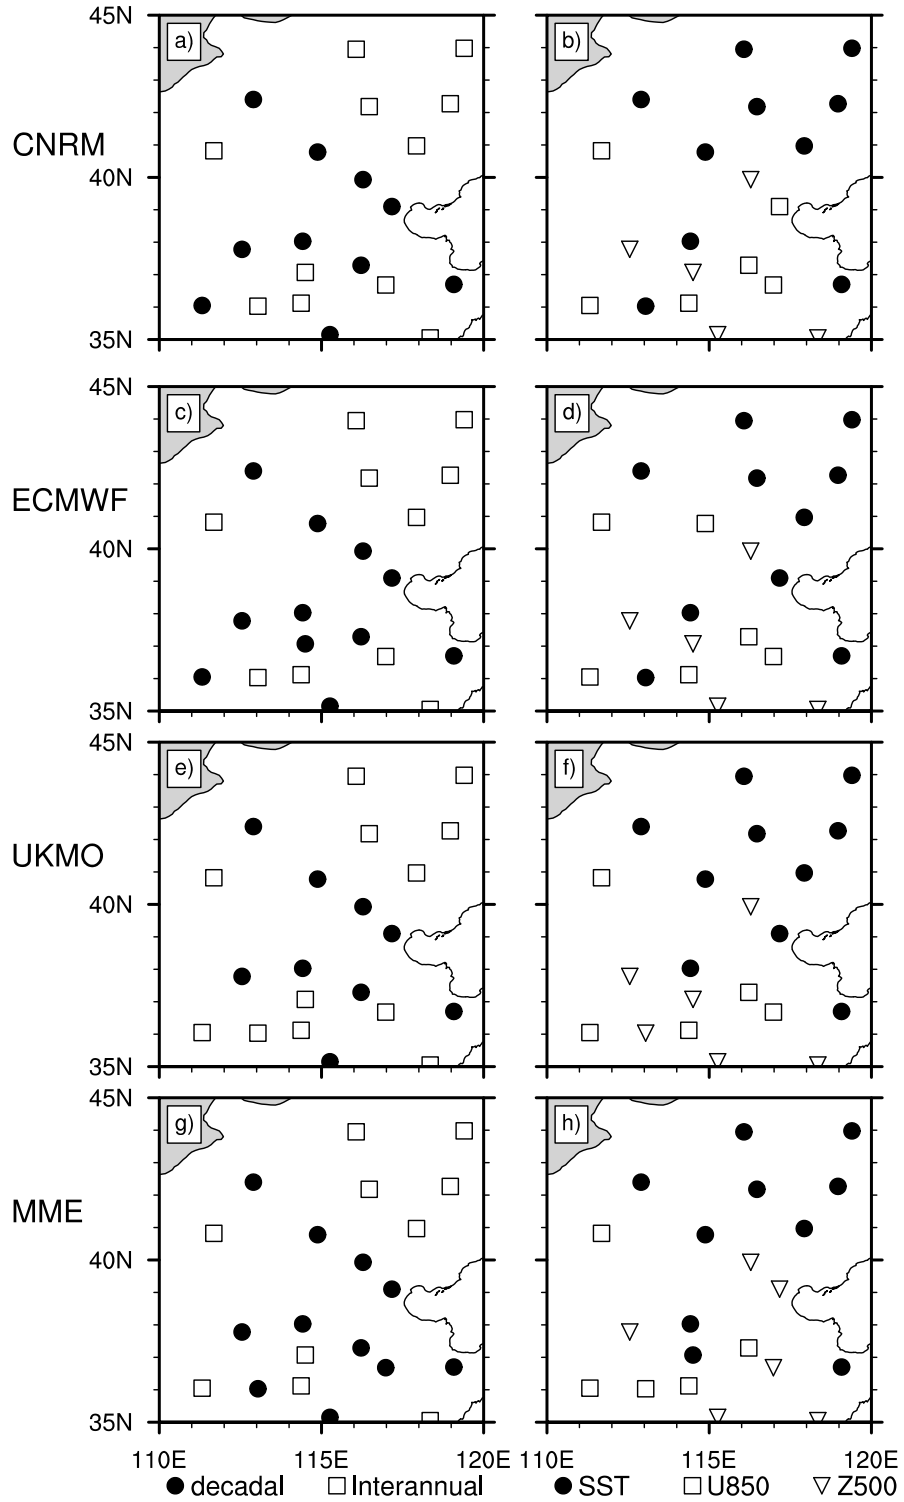 45N
a) b)
CNRM
40N
35N
45N
c) d)
ECMWF
40N
35N
45N
e) f)
UKMO
40N
35N
45N
g) h)
MME
40N
35N
110E 115E 120E 110E 115E 120E
decadal Interannual SST U850 Z500